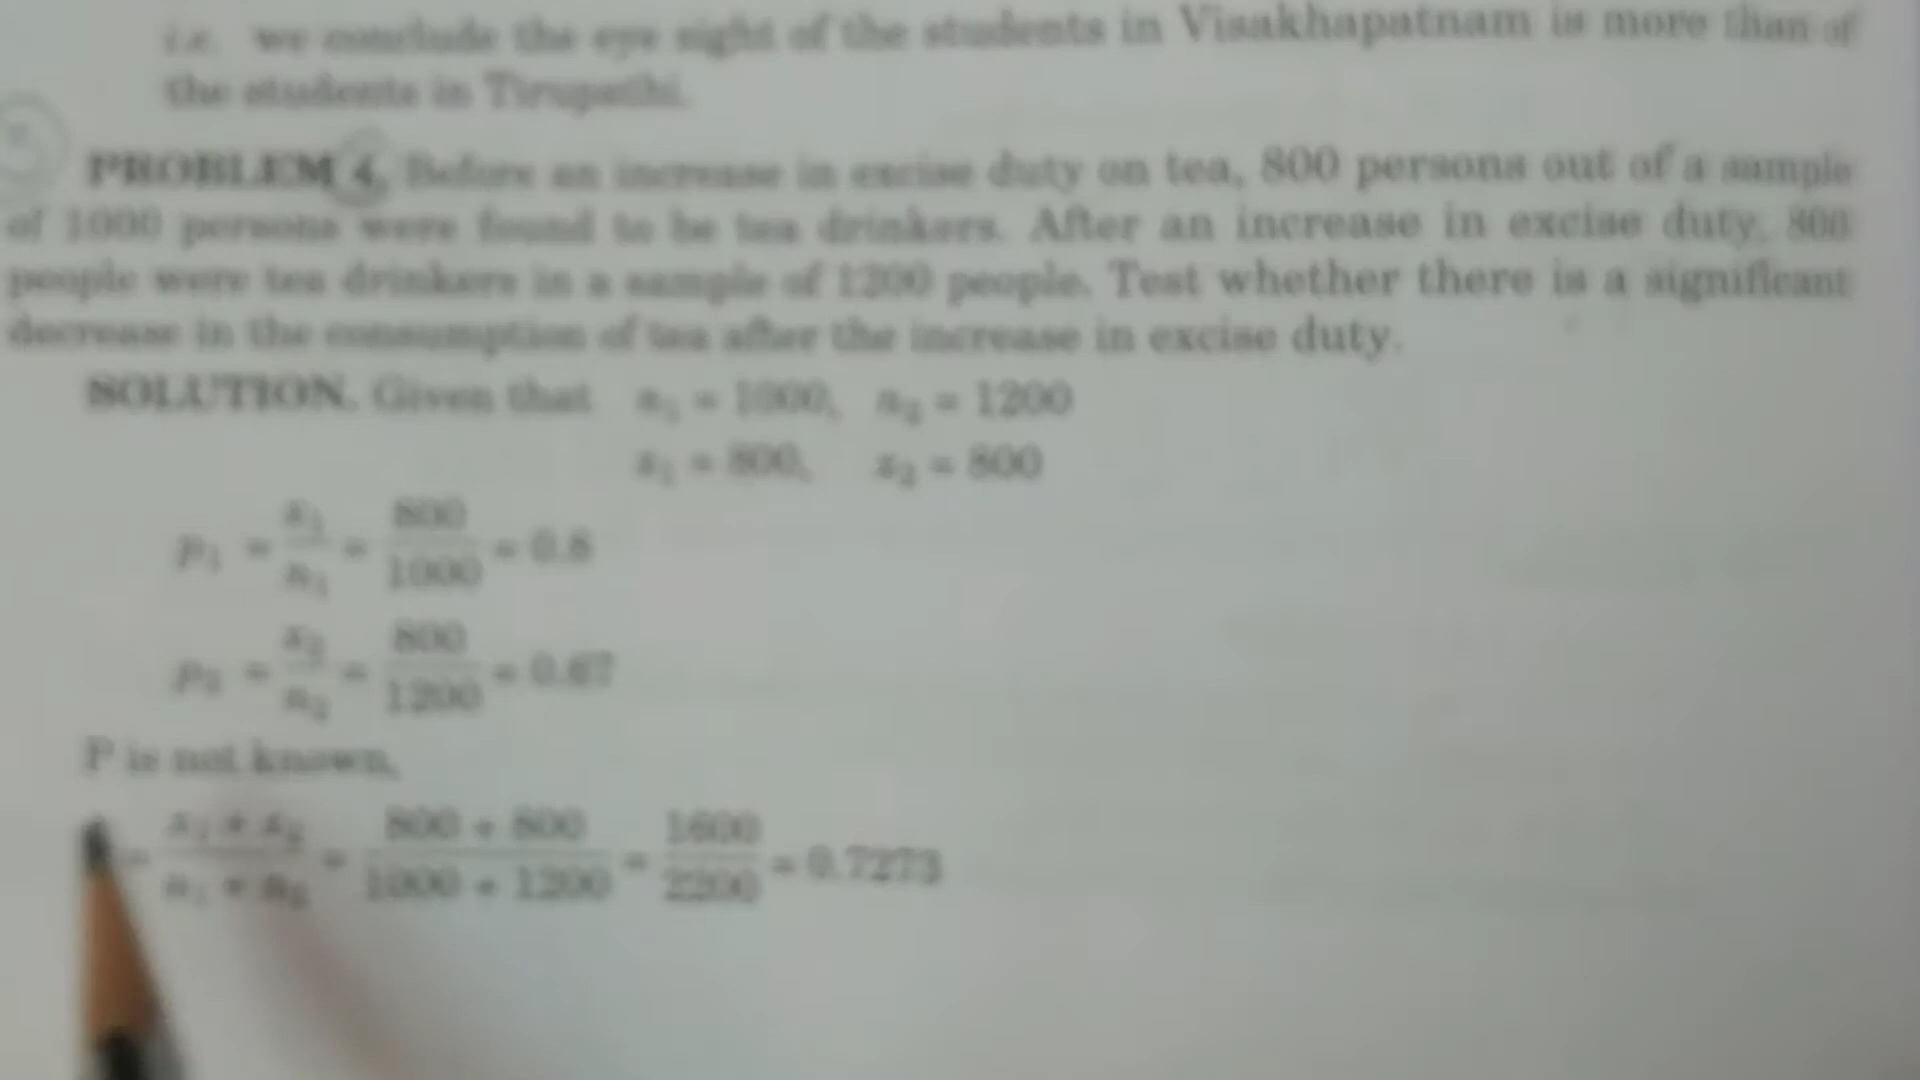 i.e. we conclude the eye sight of the students in Visakhapatnam is more than of
the students in Tirupathi.
PROBLEM 4. Before an increase in excise duty on tea, 800 persons out of a sample
of 1000 persons were found to be tea drinkers. After an increase in excise duty, 800
people were tea drinkers in a sample of 1200 people. Test whether there is a significant
decrease in the consumption of tea after the increase in excise duty.
SOLUTION. Given that n₁ = 1000, n₂ = 1200
x₁ = 800, x₂ = 800
p₁ = x₁/n₁ = 800/1000 = 0.8
p₂ = x₂/n₂ = 800/1200 = 0.67
P is not known,
= (x₁ + x₂)/(n₁ + n₂) = (800 + 800)/(1000 + 1200) = 1600/2200 = 0.7273